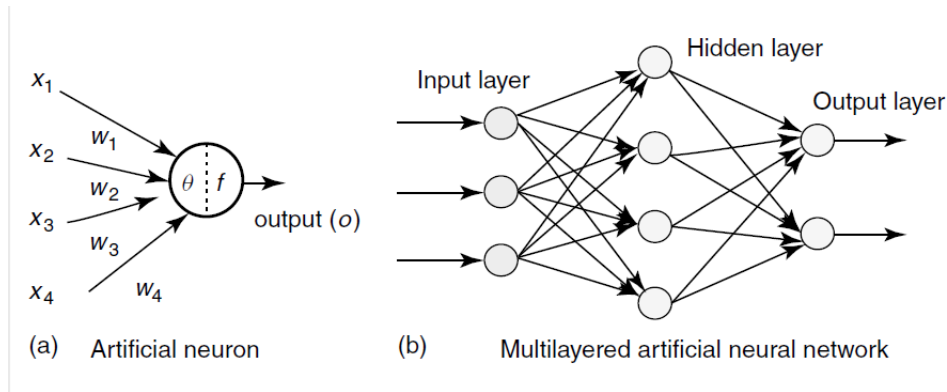 x1
w1
x2
w2
x3
w3
x4
w4
θ f
output (o)
(a) Artificial neuron
Input layer
Hidden layer
Output layer
(b) Multilayered artificial neural network